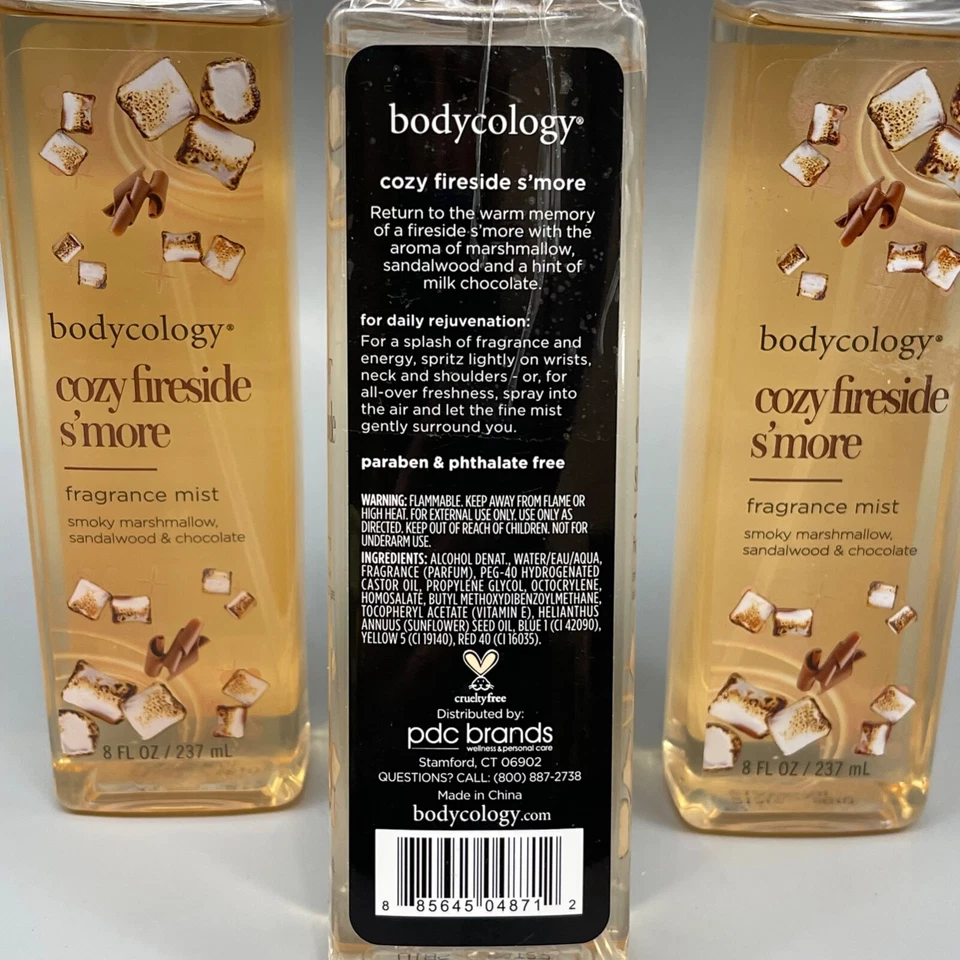 bodycology®
cozy fireside
s'more
fragrance mist
smoky marshmallow,
sandalwood & chocolate
8 FL OZ / 237 mL
bodycology®
cozy fireside s'more
Return to the warm memory
of a fireside s'more with the
aroma of marshmallow,
sandalwood and a hint of
milk chocolate.
for daily rejuvenation:
For a splash of fragrance and
energy, spritz lightly on wrists,
neck and shoulders - or, for
all-over freshness, spray into
the air and let the fine mist
gently surround you.
paraben & phthalate free
WARNING: FLAMMABLE. KEEP AWAY FROM FLAME OR
HIGH HEAT. FOR EXTERNAL USE ONLY. USE ONLY AS
DIRECTED. KEEP OUT OF REACH OF CHILDREN. NOT FOR
UNDERARM USE.
INGREDIENTS: ALCOHOL DENAT., WATER/EAU/AQUA,
FRAGRANCE (PARFUM), PEG-40 HYDROGENATED
CASTOR OIL, PROPYLENE GLYCOL, OCTOCRYLENE,
HOMOSALATE, BUTYL METHOXYDIBENZOYLMETHANE,
TOCOPHERYL ACETATE (VITAMIN E), HELIANTHUS
ANNUUS (SUNFLOWER) SEED OIL, BLUE 1 (CI 42090),
YELLOW 5 (CI 19140), RED 40 (CI 16035).
crueltyfree
Distributed by:
pdc brands
wellness & personal care
Stamford, CT 06902
QUESTIONS? CALL: (800) 887-2738
Made in China
bodycology.com
8 85645 04871 2
bodycology®
cozy fireside
s'more
fragrance mist
smoky marshmallow,
sandalwood & chocolate
8 FL OZ / 237 mL